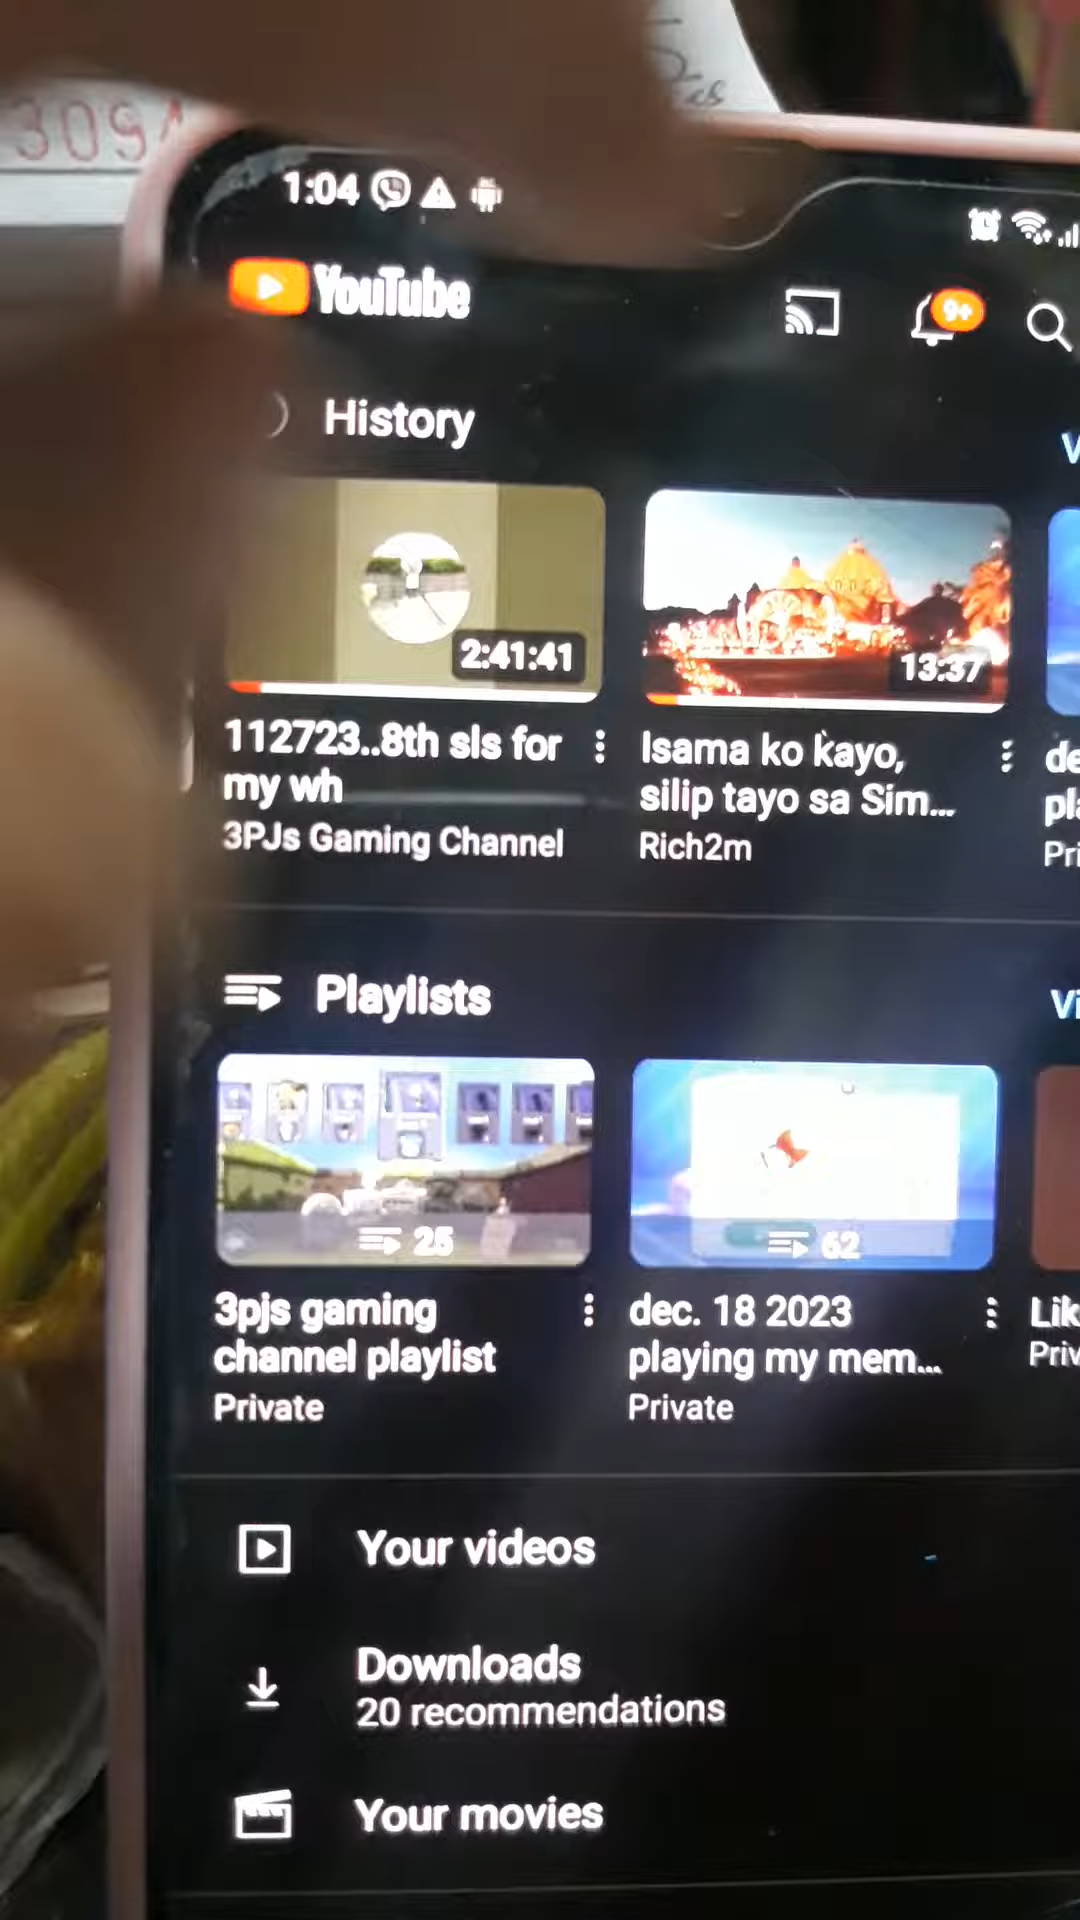 309
1:04
YouTube
9+
History
2:41:41
13:37
112723..8th sls for
my wh
3PJs Gaming Channel
Isama ko kayo,
silip tayo sa Sim...
Rich2m
Playlists
25
62
3pjs gaming
channel playlist
Private
dec. 18 2023
playing my mem...
Private
Your videos
Downloads
20 recommendations
Your movies